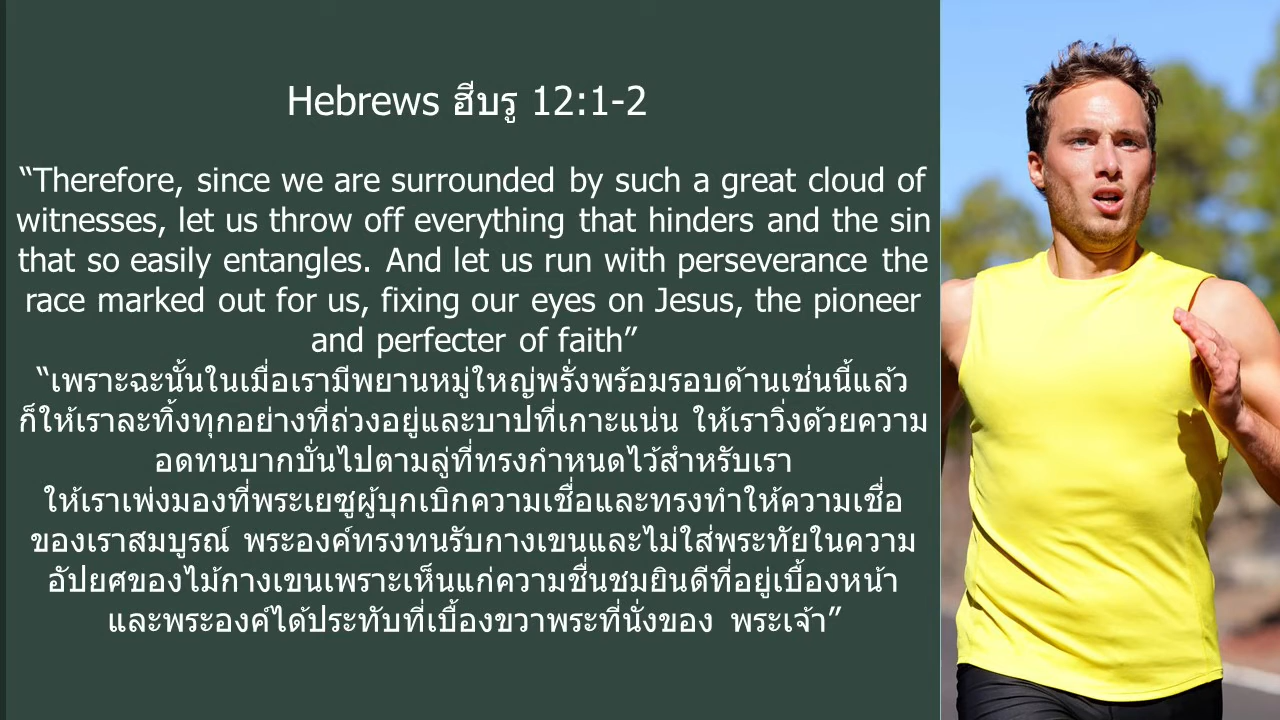 Hebrews ฮีบรู 12:1-2
“Therefore, since we are surrounded by such a great cloud of
witnesses, let us throw off everything that hinders and the sin
that so easily entangles. And let us run with perseverance the
race marked out for us, fixing our eyes on Jesus, the pioneer
and perfecter of faith”
“เพราะฉะนั้นในเมื่อเรามีพยานหมู่ใหญ่พรั่งพร้อมรอบด้านเช่นนี้แล้ว
ก็ให้เราละทิ้งทุกอย่างที่ถ่วงอยู่และบาปที่เกาะแน่น ให้เราวิ่งด้วยความ
อดทนบากบั่นไปตามลู่ที่ทรงกำหนดไว้สำหรับเรา
ให้เราเพ่งมองที่พระเยซูผู้บุกเบิกความเชื่อและทรงทำให้ความเชื่อ
ของเราสมบูรณ์ พระองค์ทรงทนรับกางเขนและไม่ใส่พระทัยในความ
อัปยศของไม้กางเขนเพราะเห็นแก่ความชื่นชมยินดีที่อยู่เบื้องหน้า
และพระองค์ได้ประทับที่เบื้องขวาพระที่นั่งของ พระเจ้า”